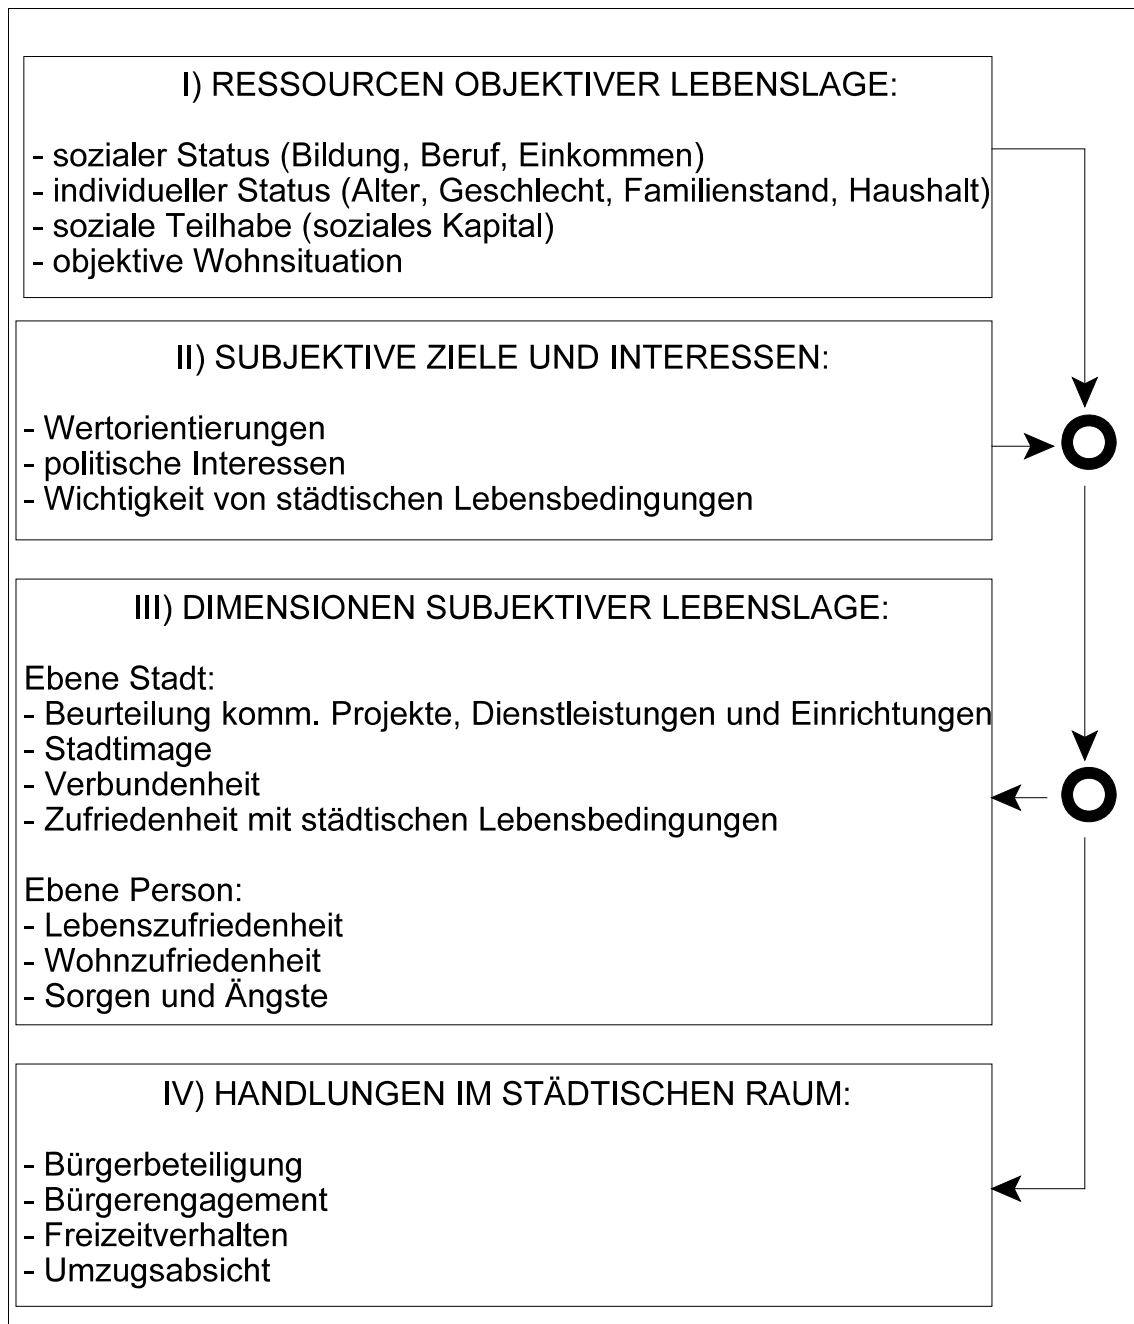 I) RESSOURCEN OBJEKTIVER LEBENSLAGE:
- sozialer Status (Bildung, Beruf, Einkommen)
- individueller Status (Alter, Geschlecht, Familienstand, Haushalt)
- soziale Teilhabe (soziales Kapital)
- objektive Wohnsituation
II) SUBJEKTIVE ZIELE UND INTERESSEN:
- Wertorientierungen
- politische Interessen
- Wichtigkeit von städtischen Lebensbedingungen
III) DIMENSIONEN SUBJEKTIVER LEBENSLAGE:
Ebene Stadt:
- Beurteilung komm. Projekte, Dienstleistungen und Einrichtungen
- Stadtimage
- Verbundenheit
- Zufriedenheit mit städtischen Lebensbedingungen
Ebene Person:
- Lebenszufriedenheit
- Wohnzufriedenheit
- Sorgen und Ängste
IV) HANDLUNGEN IM STÄDTISCHEN RAUM:
- Bürgerbeteiligung
- Bürgerengagement
- Freizeitverhalten
- Umzugsabsicht